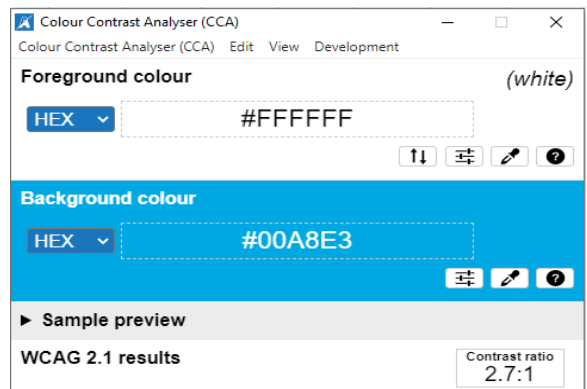 Colour Contrast Analyser (CCA)
Colour Contrast Analyser (CCA) Edit View Development
Foreground colour (white)
HEX #FFFFFF
Background colour
HEX #00A8E3
Sample preview
WCAG 2.1 results
Contrast ratio
2.7:1